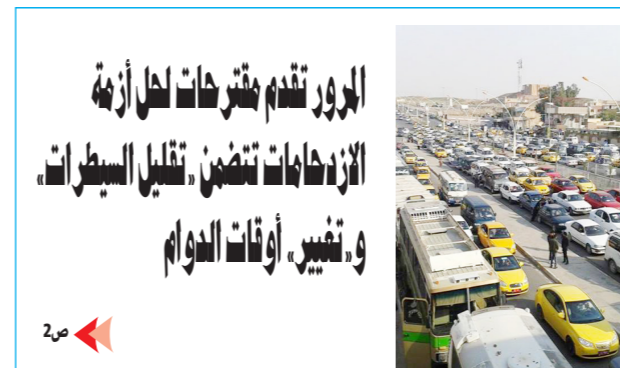 المرور تقدم مقترحات لحل أزمة
الازدحامات تتضمن «تقليل السيطرات»
و«تغيير» أوقات الدوام
ص2